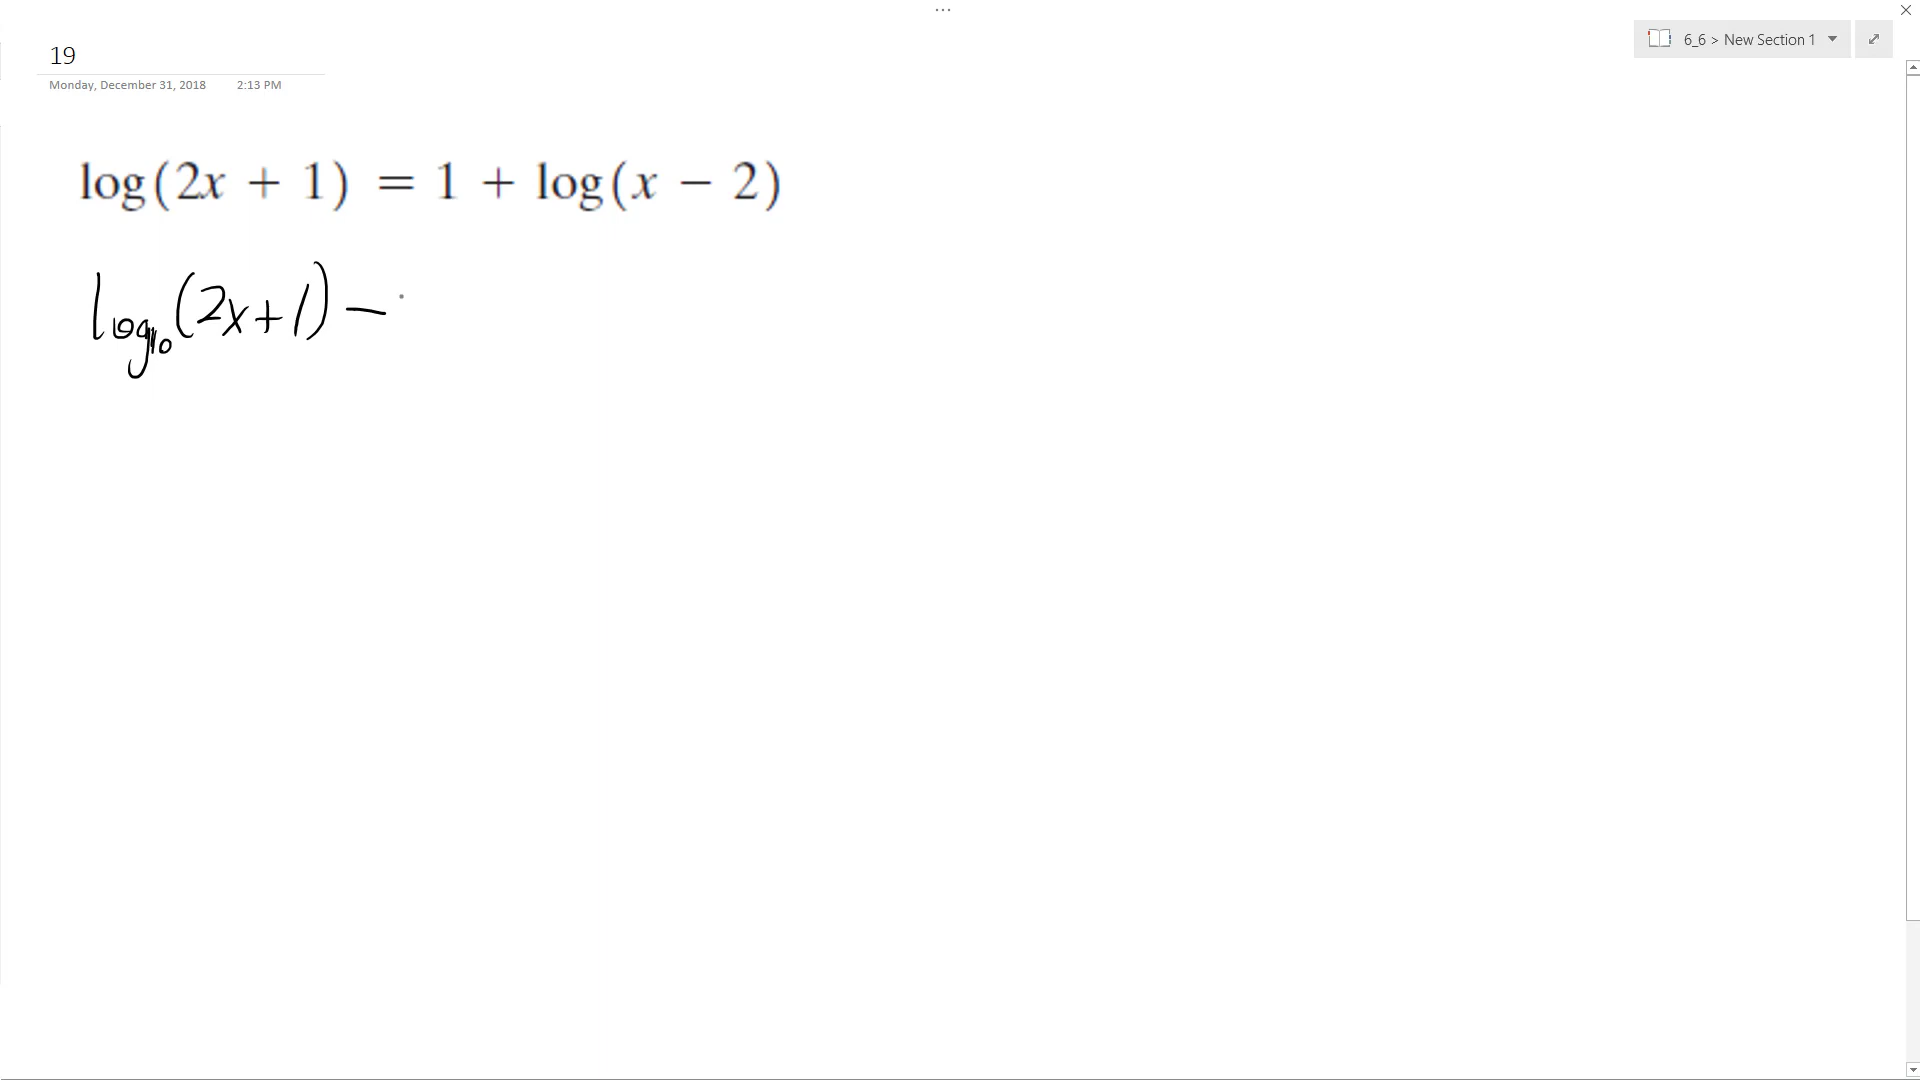 ...
6_6 > New Section 1
19
Monday, December 31, 2018 2:13 PM
log(2x + 1) = 1 + log(x − 2)
log₁₀(2x+1) −